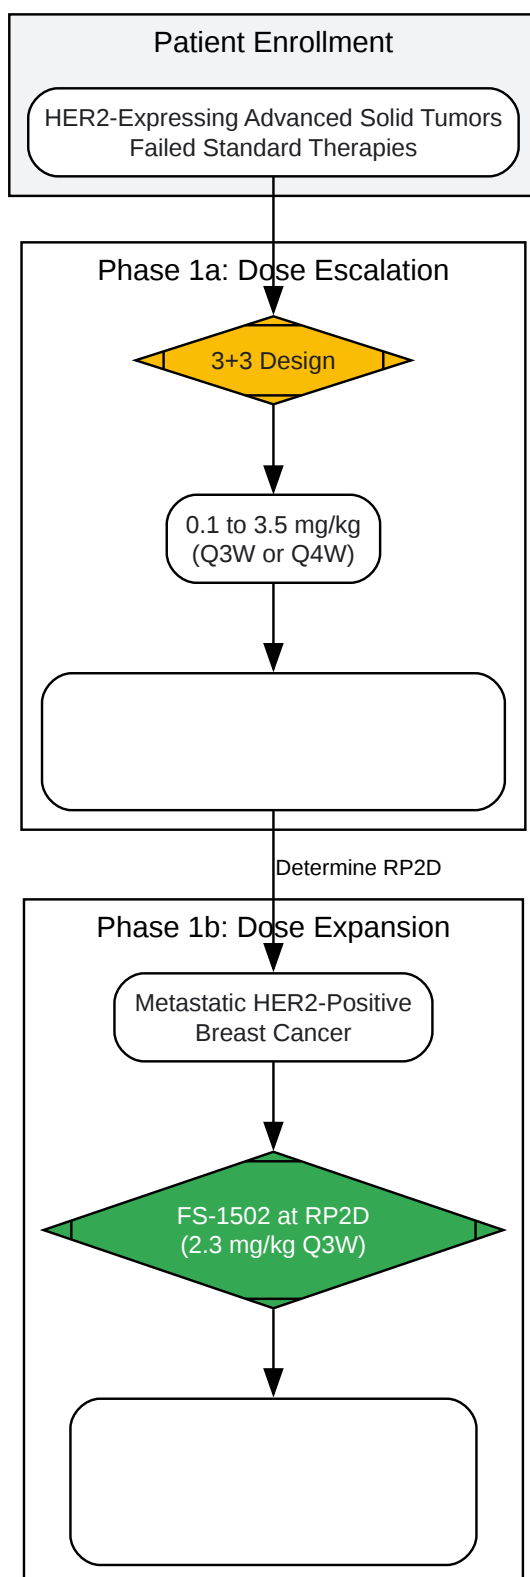 Patient Enrollment
HER2-Expressing Advanced Solid Tumors
Failed Standard Therapies
Phase 1a: Dose Escalation
3+3 Design
0.1 to 3.5 mg/kg
(Q3W or Q4W)
Determine RP2D
Phase 1b: Dose Expansion
Metastatic HER2-Positive
Breast Cancer
FS-1502 at RP2D
(2.3 mg/kg Q3W)